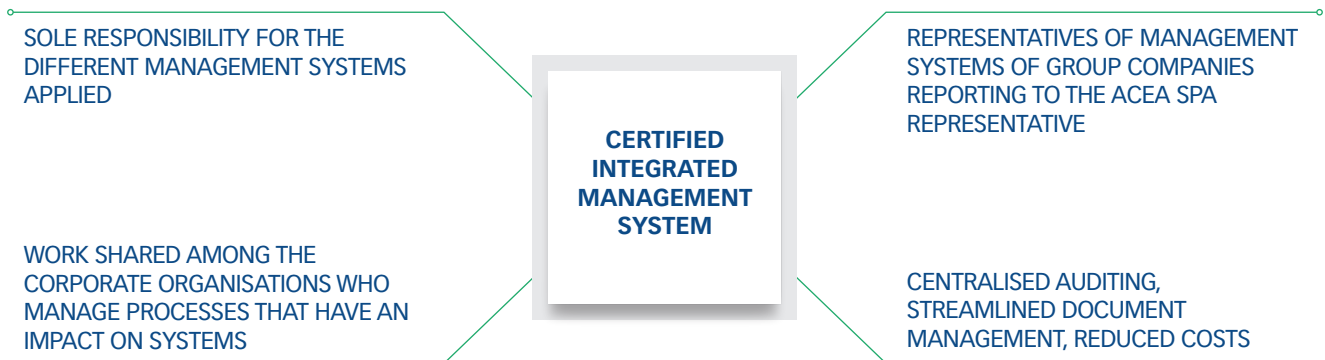 SOLE RESPONSIBILITY FOR THE
DIFFERENT MANAGEMENT SYSTEMS
APPLIED
REPRESENTATIVES OF MANAGEMENT
SYSTEMS OF GROUP COMPANIES
REPORTING TO THE ACEA SPA
REPRESENTATIVE
CERTIFIED
INTEGRATED
MANAGEMENT
SYSTEM
WORK SHARED AMONG THE
CORPORATE ORGANISATIONS WHO
MANAGE PROCESSES THAT HAVE AN
IMPACT ON SYSTEMS
CENTRALISED AUDITING,
STREAMLINED DOCUMENT
MANAGEMENT, REDUCED COSTS